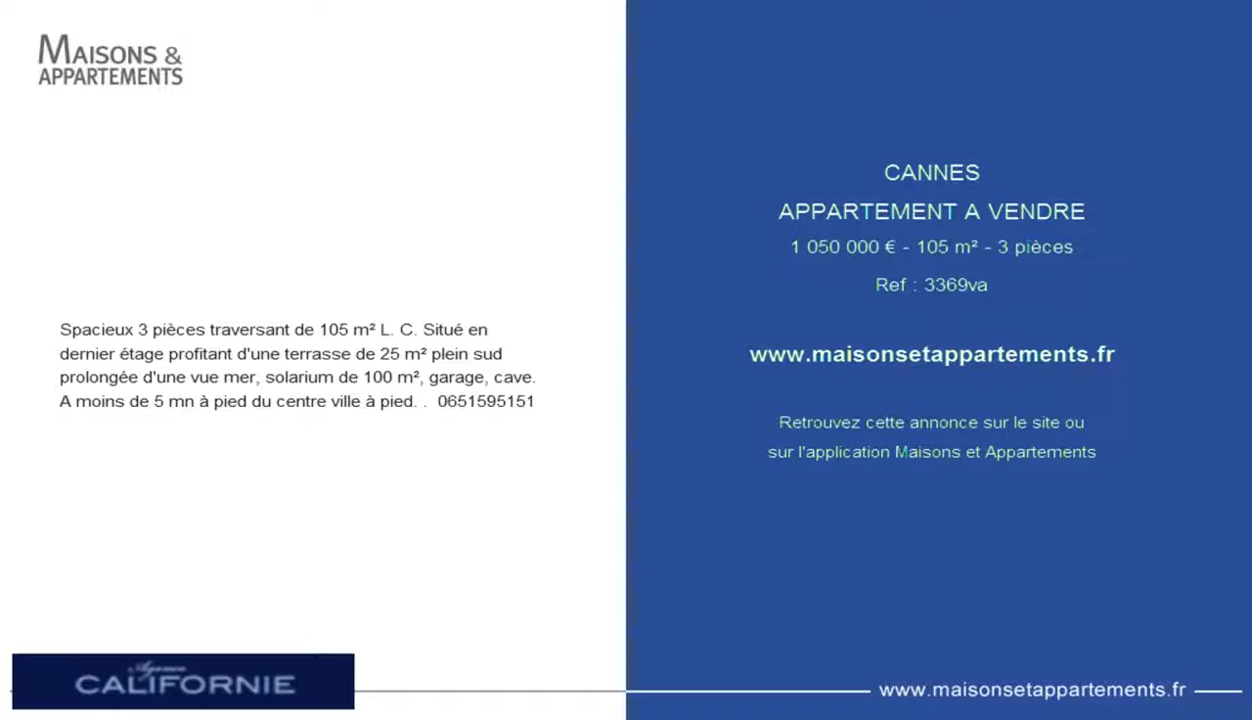 MAISONS &
APPARTEMENTS
Spacieux 3 pièces traversant de 105 m² L. C. Situé en
dernier étage profitant d'une terrasse de 25 m² plein sud
prolongée d'une vue mer, solarium de 100 m², garage, cave.
A moins de 5 mn à pied du centre ville à pied. . 0651595151
Agence
CALIFORNIE
CANNES
APPARTEMENT A VENDRE
1 050 000 € - 105 m² - 3 pièces
Ref : 3369va
www.maisonsetappartements.fr
Retrouvez cette annonce sur le site ou
sur l'application Maisons et Appartements
www.maisonsetappartements.fr